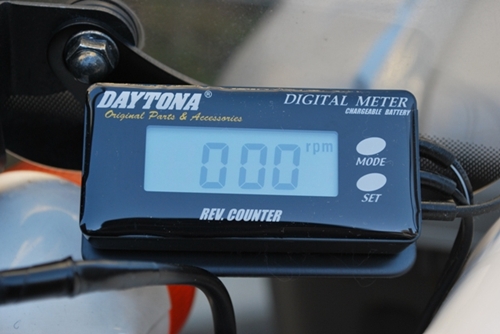 DAYTONA®
Original Parts & Accessories
DIGITAL METER
CHARGEABLE BATTERY
000 rpm
MODE
SET
REV. COUNTER